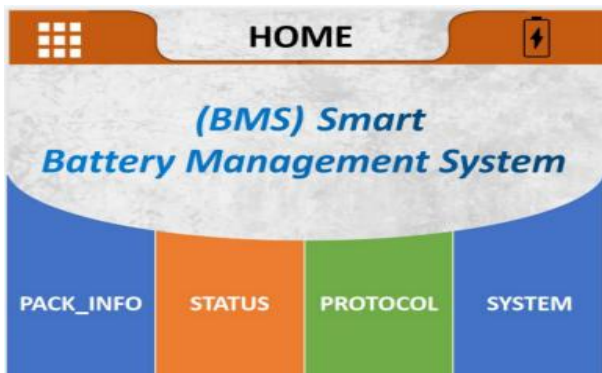 HOME
(BMS) Smart
Battery Management System
PACK_INFO
STATUS
PROTOCOL
SYSTEM